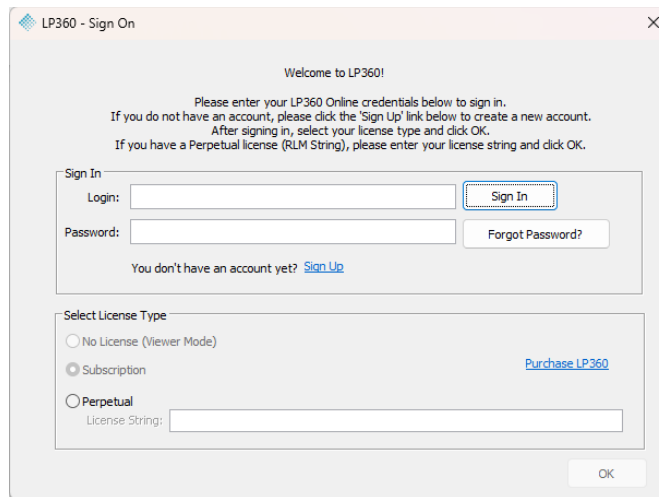 LP360 - Sign On
Welcome to LP360!
Please enter your LP360 Online credentials below to sign in.
If you do not have an account, please click the 'Sign Up' link below to create a new account.
After signing in, select your license type and click OK.
If you have a Perpetual license (RLM String), please enter your license string and click OK.
Sign In
Login:
Sign In
Password:
Forgot Password?
You don't have an account yet? Sign Up
Select License Type
No License (Viewer Mode)
Subscription
Purchase LP360
Perpetual
License String:
OK